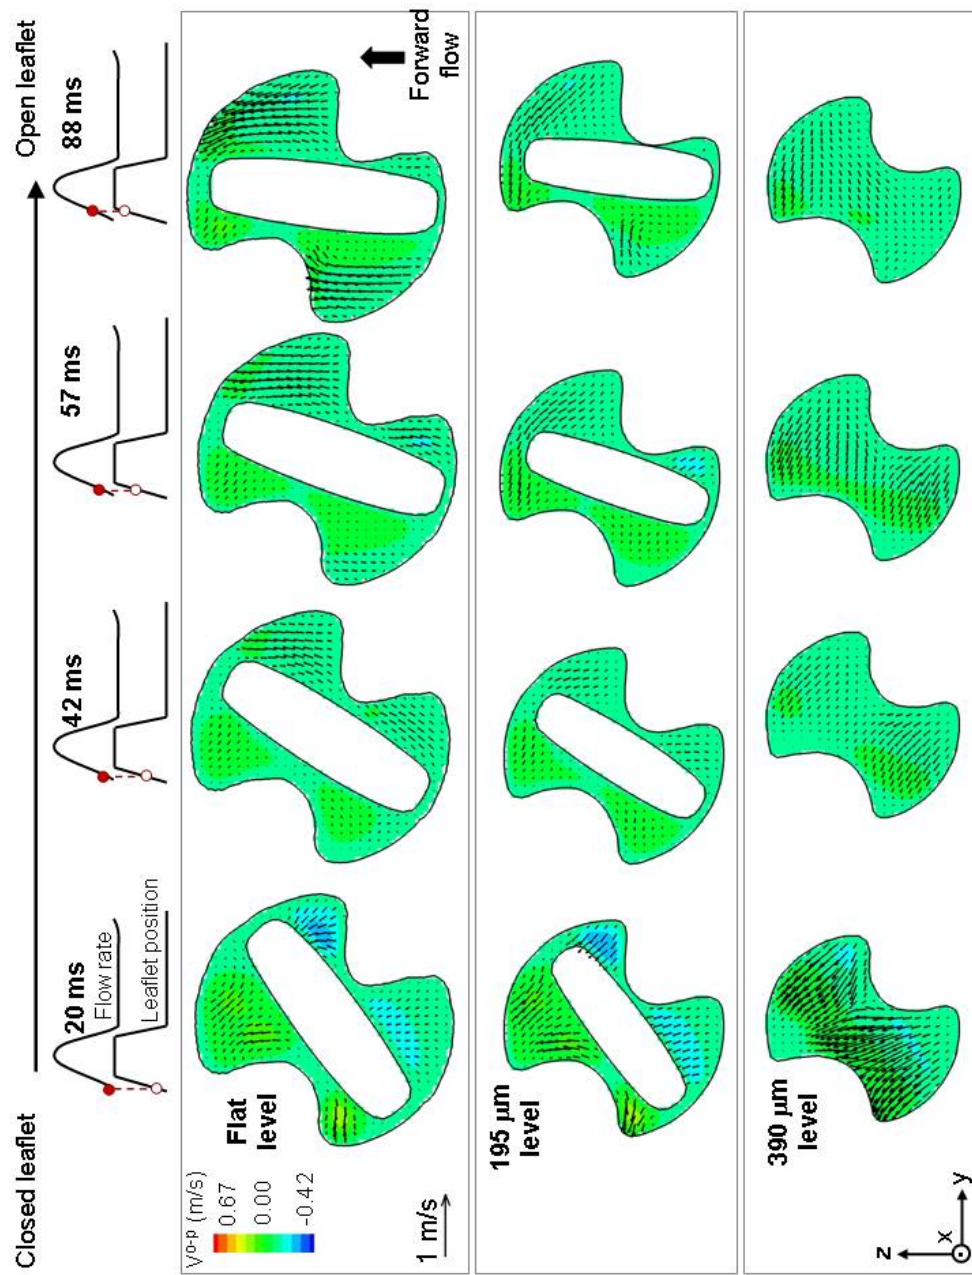 Closed leaflet
Open leaflet
20 ms
42 ms
57 ms
88 ms
Flow rate
Leaflet position
V^o-p (m/s)
0.67
0.00
-0.42
1 m/s
Flat
level
Forward
flow
195 µm
level
390 µm
level
z
x
y